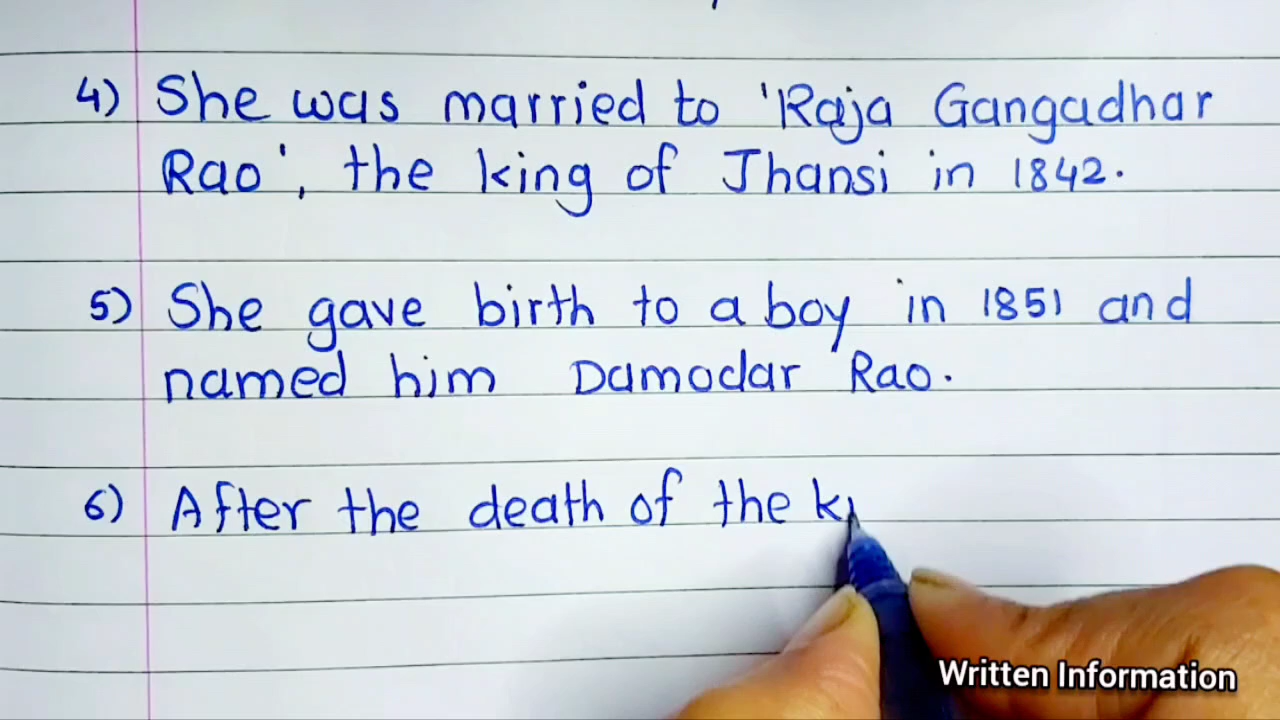 4) She was married to 'Raja Gangadhar
Rao', the king of Jhansi in 1842.
5) She gave birth to a boy in 1851 and
named him Damodar Rao.
6) After the death of the
Written Information